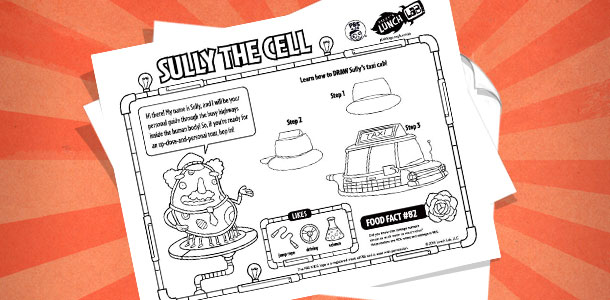 SULLY THE CELL
PBS KIDS
LUNCH LAB
Learn how to DRAW Sully's taxi cab!
Hi there! My name is Sully, and I will be your
personal guide through the busy highways
inside the human body! So, if you're ready for
an up-close-and-personal tour, hop in!
Step 1
Step 2
Step 3
TAXI
LIKES
jump rope
driving
science
FOOD FACT #82